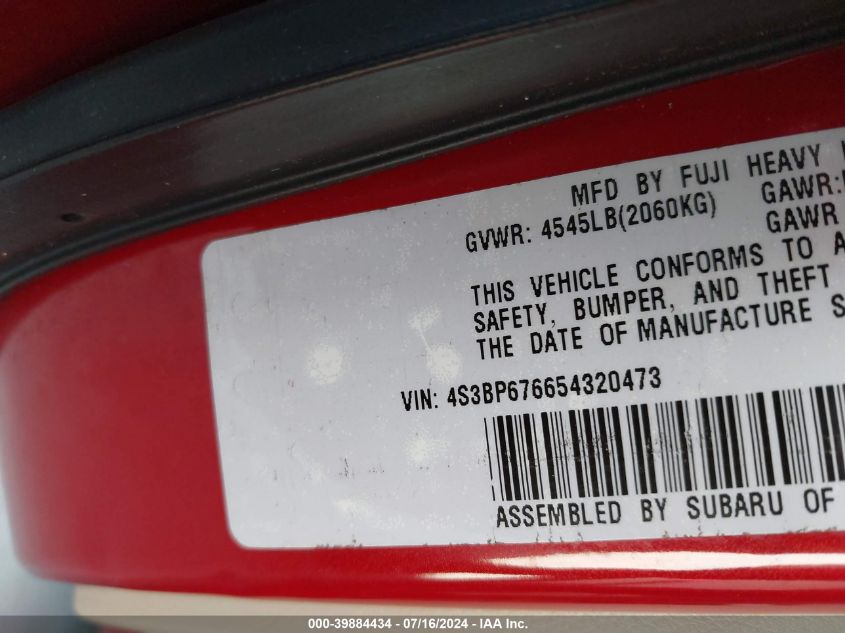 MFD BY FUJI HEAVY
GVWR: 4545LB(2060KG) GAWR:
GAWR
THIS VEHICLE CONFORMS TO A
SAFETY, BUMPER, AND THEFT
THE DATE OF MANUFACTURE S
VIN: 4S3BP676654320473
ASSEMBLED BY SUBARU OF
000-39884434 - 07/16/2024 - IAA Inc.